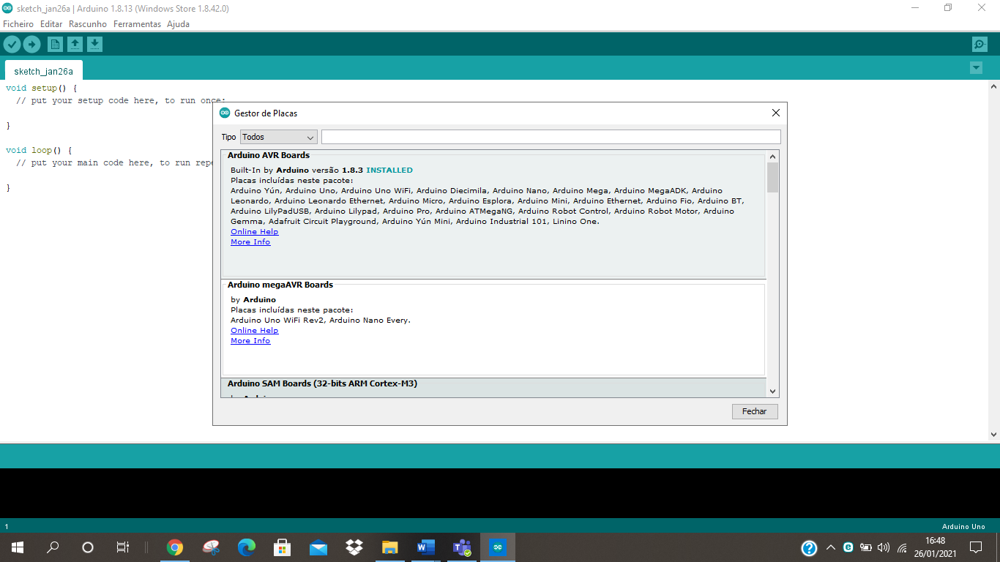 sketch_jan26a | Arduino 1.8.13 (Windows Store 1.8.42.0)
Ficheiro Editar Rascunho Ferramentas Ajuda
sketch_jan26a
void setup() {
// put your setup code here, to run once:
}
void loop() {
// put your main code here, to run repe
}
Gestor de Placas
Tipo Todos
Arduino AVR Boards
Built-In by Arduino versão 1.8.3 INSTALLED
Placas incluídas neste pacote:
Arduino Yún, Arduino Uno, Arduino Uno WiFi, Arduino Diecimila, Arduino Nano, Arduino Mega, Arduino MegaADK, Arduino
Leonardo, Arduino Leonardo Ethernet, Arduino Micro, Arduino Esplora, Arduino Mini, Arduino Ethernet, Arduino Fio, Arduino BT,
Arduino LilyPadUSB, Arduino Lilypad, Arduino Pro, Arduino ATMegaNG, Arduino Robot Control, Arduino Robot Motor, Arduino
Gemma, Adafruit Circuit Playground, Arduino Yún Mini, Arduino Industrial 101, Linino One.
Online Help
More Info
Arduino megaAVR Boards
by Arduino
Placas incluídas neste pacote:
Arduino Uno WiFi Rev2, Arduino Nano Every.
Online Help
More Info
Arduino SAM Boards (32-bits ARM Cortex-M3)
Fechar
1
Arduino Uno
16:48
26/01/2021